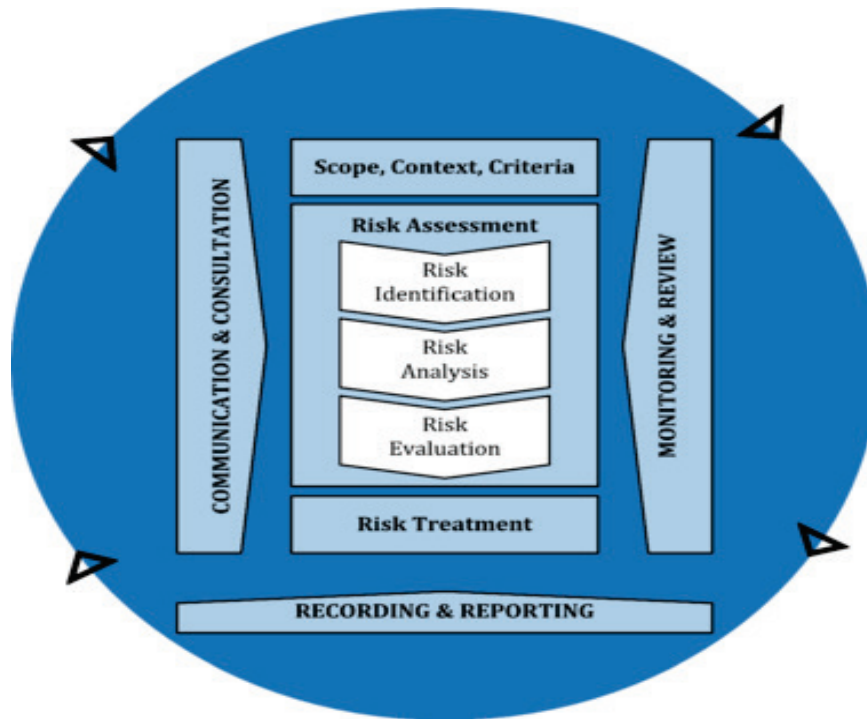 Scope, Context, Criteria
Risk Assessment
Risk
Identification
Risk
Analysis
Risk
Evaluation
Risk Treatment
COMMUNICATION & CONSULTATION
MONITORING & REVIEW
RECORDING & REPORTING